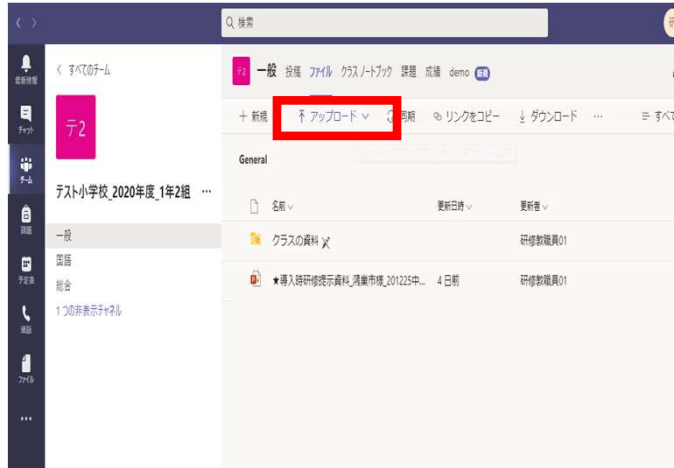 検索
研
最新情報
チャット
チーム
課題
予定表
通話
ファイル
…
すべてのチーム
テ2
テスト小学校_2020年度_1年2組 …
一般
国語
総合
1 つの非表示チャネル
テ2 一般 投稿 ファイル クラス ノートブック 課題 成績 demo 新規
+ 新規 アップロード 同期 リンクをコピー ダウンロード … すべて
General
名前 更新日時 更新者
クラスの資料 研修教職員01
★導入時研修提示資料_鴻巣市様_201225中... 4 日前 研修教職員01